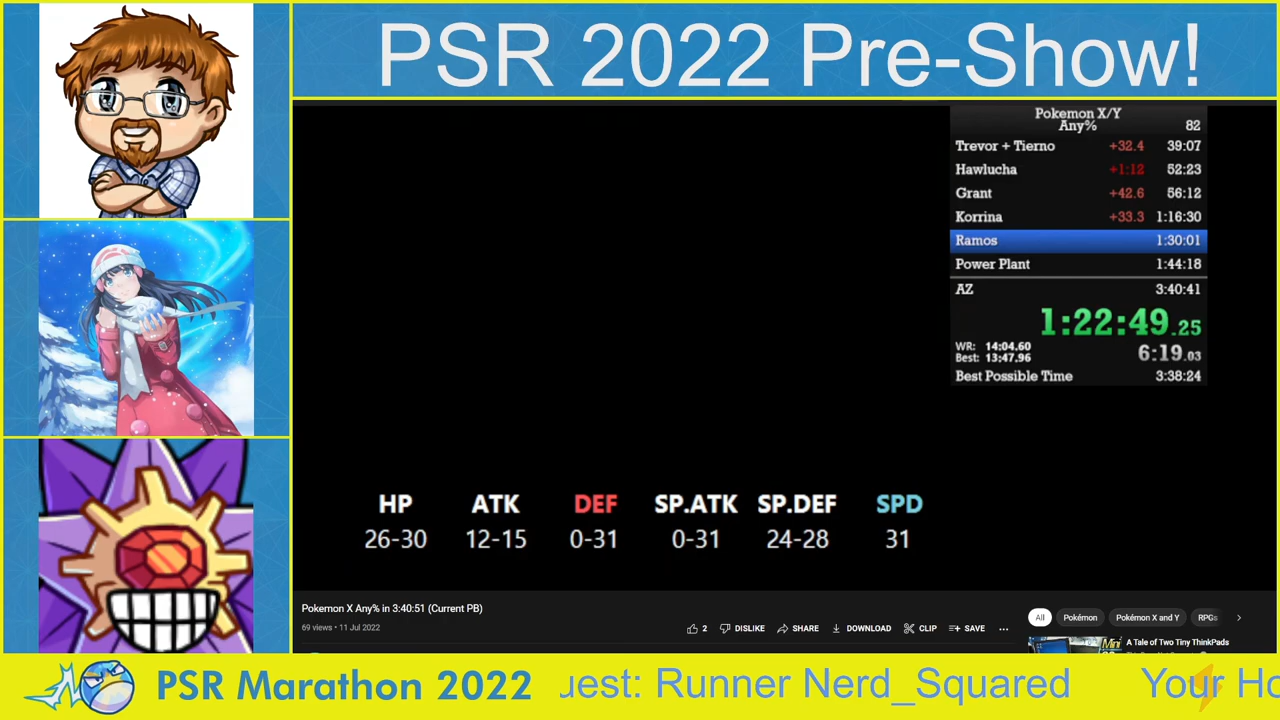 PSR 2022 Pre-Show!
Pokemon X/Y
Any% 82
Trevor + Tierno +32.4 39:07
Hawlucha +1:12 52:23
Grant +42.6 56:12
Korrina +33.3 1:16:30
Ramos 1:30:01
Power Plant 1:44:18
AZ 3:40:41
1:22:49.25
WR: 14:04.60
Best: 13:47.96
6:19.03
Best Possible Time 3:38:24
HP ATK DEF SP.ATK SP.DEF SPD
26-30 12-15 0-31 0-31 24-28 31
Pokemon X Any% in 3:40:51 (Current PB)
69 views • 11 Jul 2022
2 DISLIKE SHARE DOWNLOAD CLIP SAVE ...
All Pokémon Pokémon X and Y RPGs
Mini
A Tale of Two Tiny ThinkPads
PSR Marathon 2022
uest: Runner Nerd_Squared Your Ho